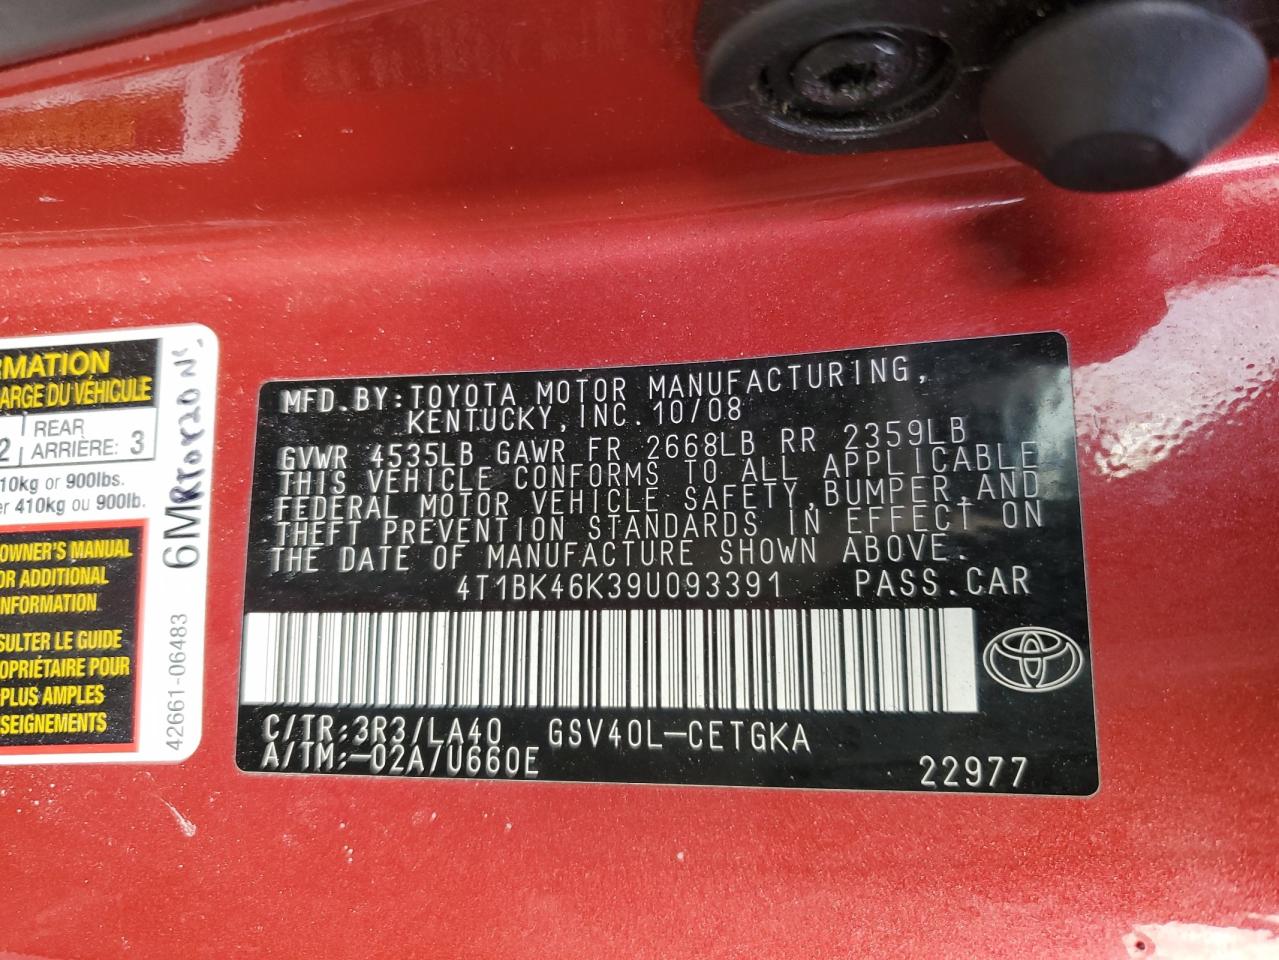 RMATION
ARGE DU VÉHICULE
2 REAR ARRIÈRE: 3
10kg or 900lbs.
er 410kg ou 900lb.
OWNER'S MANUAL
OR ADDITIONAL
INFORMATION
SULTER LE GUIDE
OPRIÉTAIRE POUR
PLUS AMPLES
SEIGNEMENTS
42661-06483
MFD.BY:TOYOTA MOTOR MANUFACTURING,
KENTUCKY,INC.10/08
GVWR 4535LB GAWR FR 2668LB RR 2359LB
THIS VEHICLE CONFORMS TO ALL APPLICABLE
FEDERAL MOTOR VEHICLE SAFETY,BUMPER,AND
THEFT PREVENTION STANDARDS IN EFFECT ON
THE DATE OF MANUFACTURE SHOWN ABOVE.
4T1BK46K39U093391 PASS.CAR
C/TR:3R3/LA40 GSV40L-CETGKA
A/TM:-02A/U660E
22977